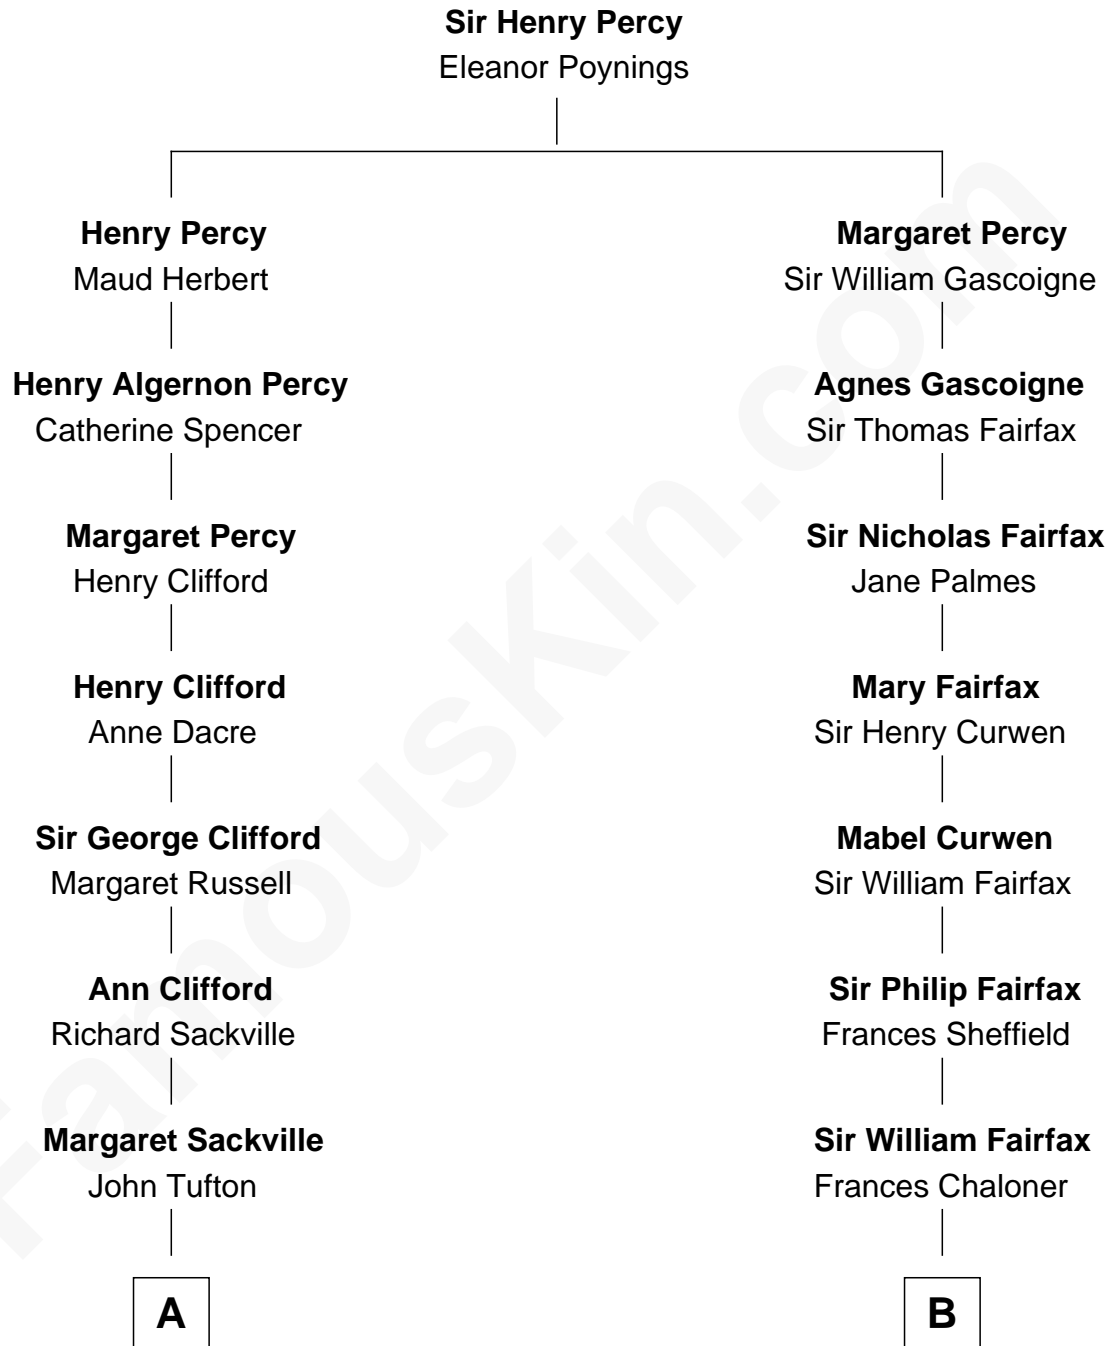 Sir Henry Percy
Eleanor Poynings
Henry Percy
Maud Herbert
Henry Algernon Percy
Catherine Spencer
Margaret Percy
Henry Clifford
Henry Clifford
Anne Dacre
Sir George Clifford
Margaret Russell
Ann Clifford
Richard Sackville
Margaret Sackville
John Tufton
A
Margaret Percy
Sir William Gascoigne
Agnes Gascoigne
Sir Thomas Fairfax
Sir Nicholas Fairfax
Jane Palmes
Mary Fairfax
Sir Henry Curwen
Mabel Curwen
Sir William Fairfax
Sir Philip Fairfax
Frances Sheffield
Sir William Fairfax
Frances Chaloner
B
FamousKin.com